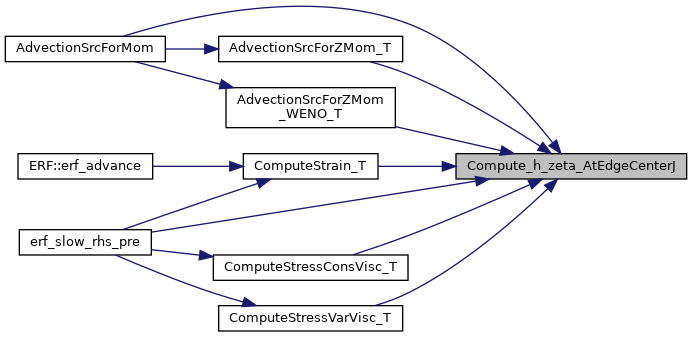 AdvectionSrcForMom
AdvectionSrcForZMom_T
AdvectionSrcForZMom
_WENO_T
ERF::erf_advance
ComputeStrain_T
Compute_h_zeta_AtEdgeCenterJ
erf_slow_rhs_pre
ComputeStressConsVisc_T
ComputeStressVarVisc_T